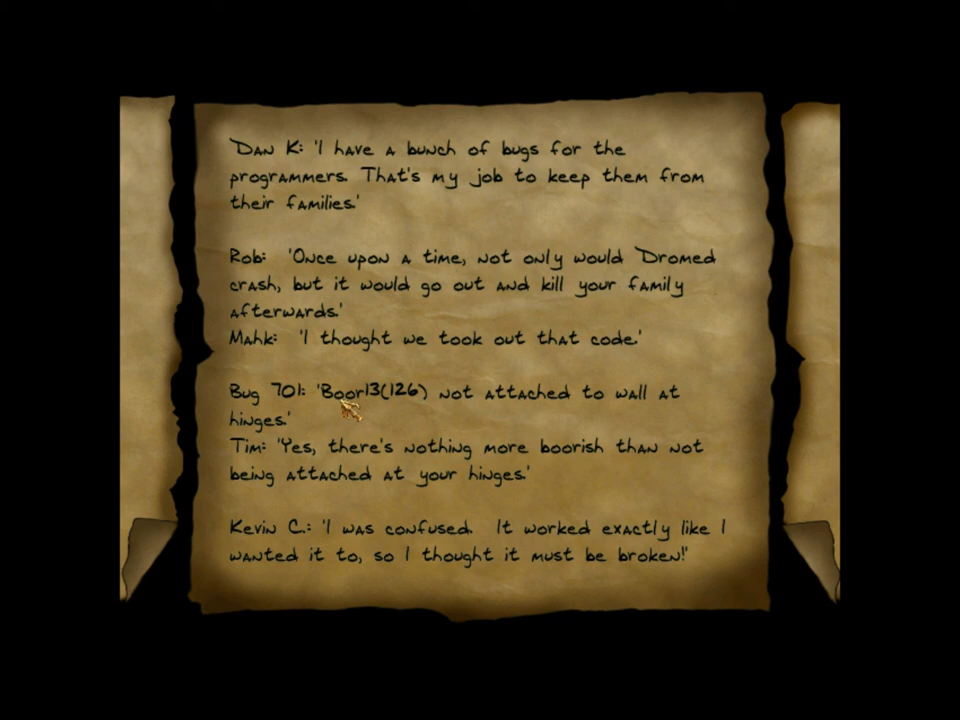 Dan K: 'I have a bunch of bugs for the
programmers. That's my job to keep them from
their families.'
Rob: 'Once upon a time, not only would Dromed
crash, but it would go out and kill your family
afterwards.'
Mahk: 'I thought we took out that code.'
Bug 701: 'Boor13(126) not attached to wall at
hinges.'
Tim: 'Yes, there's nothing more boorish than not
being attached at your hinges.'
Kevin C.: 'I was confused. It worked exactly like I
wanted it to, so I thought it must be broken!'